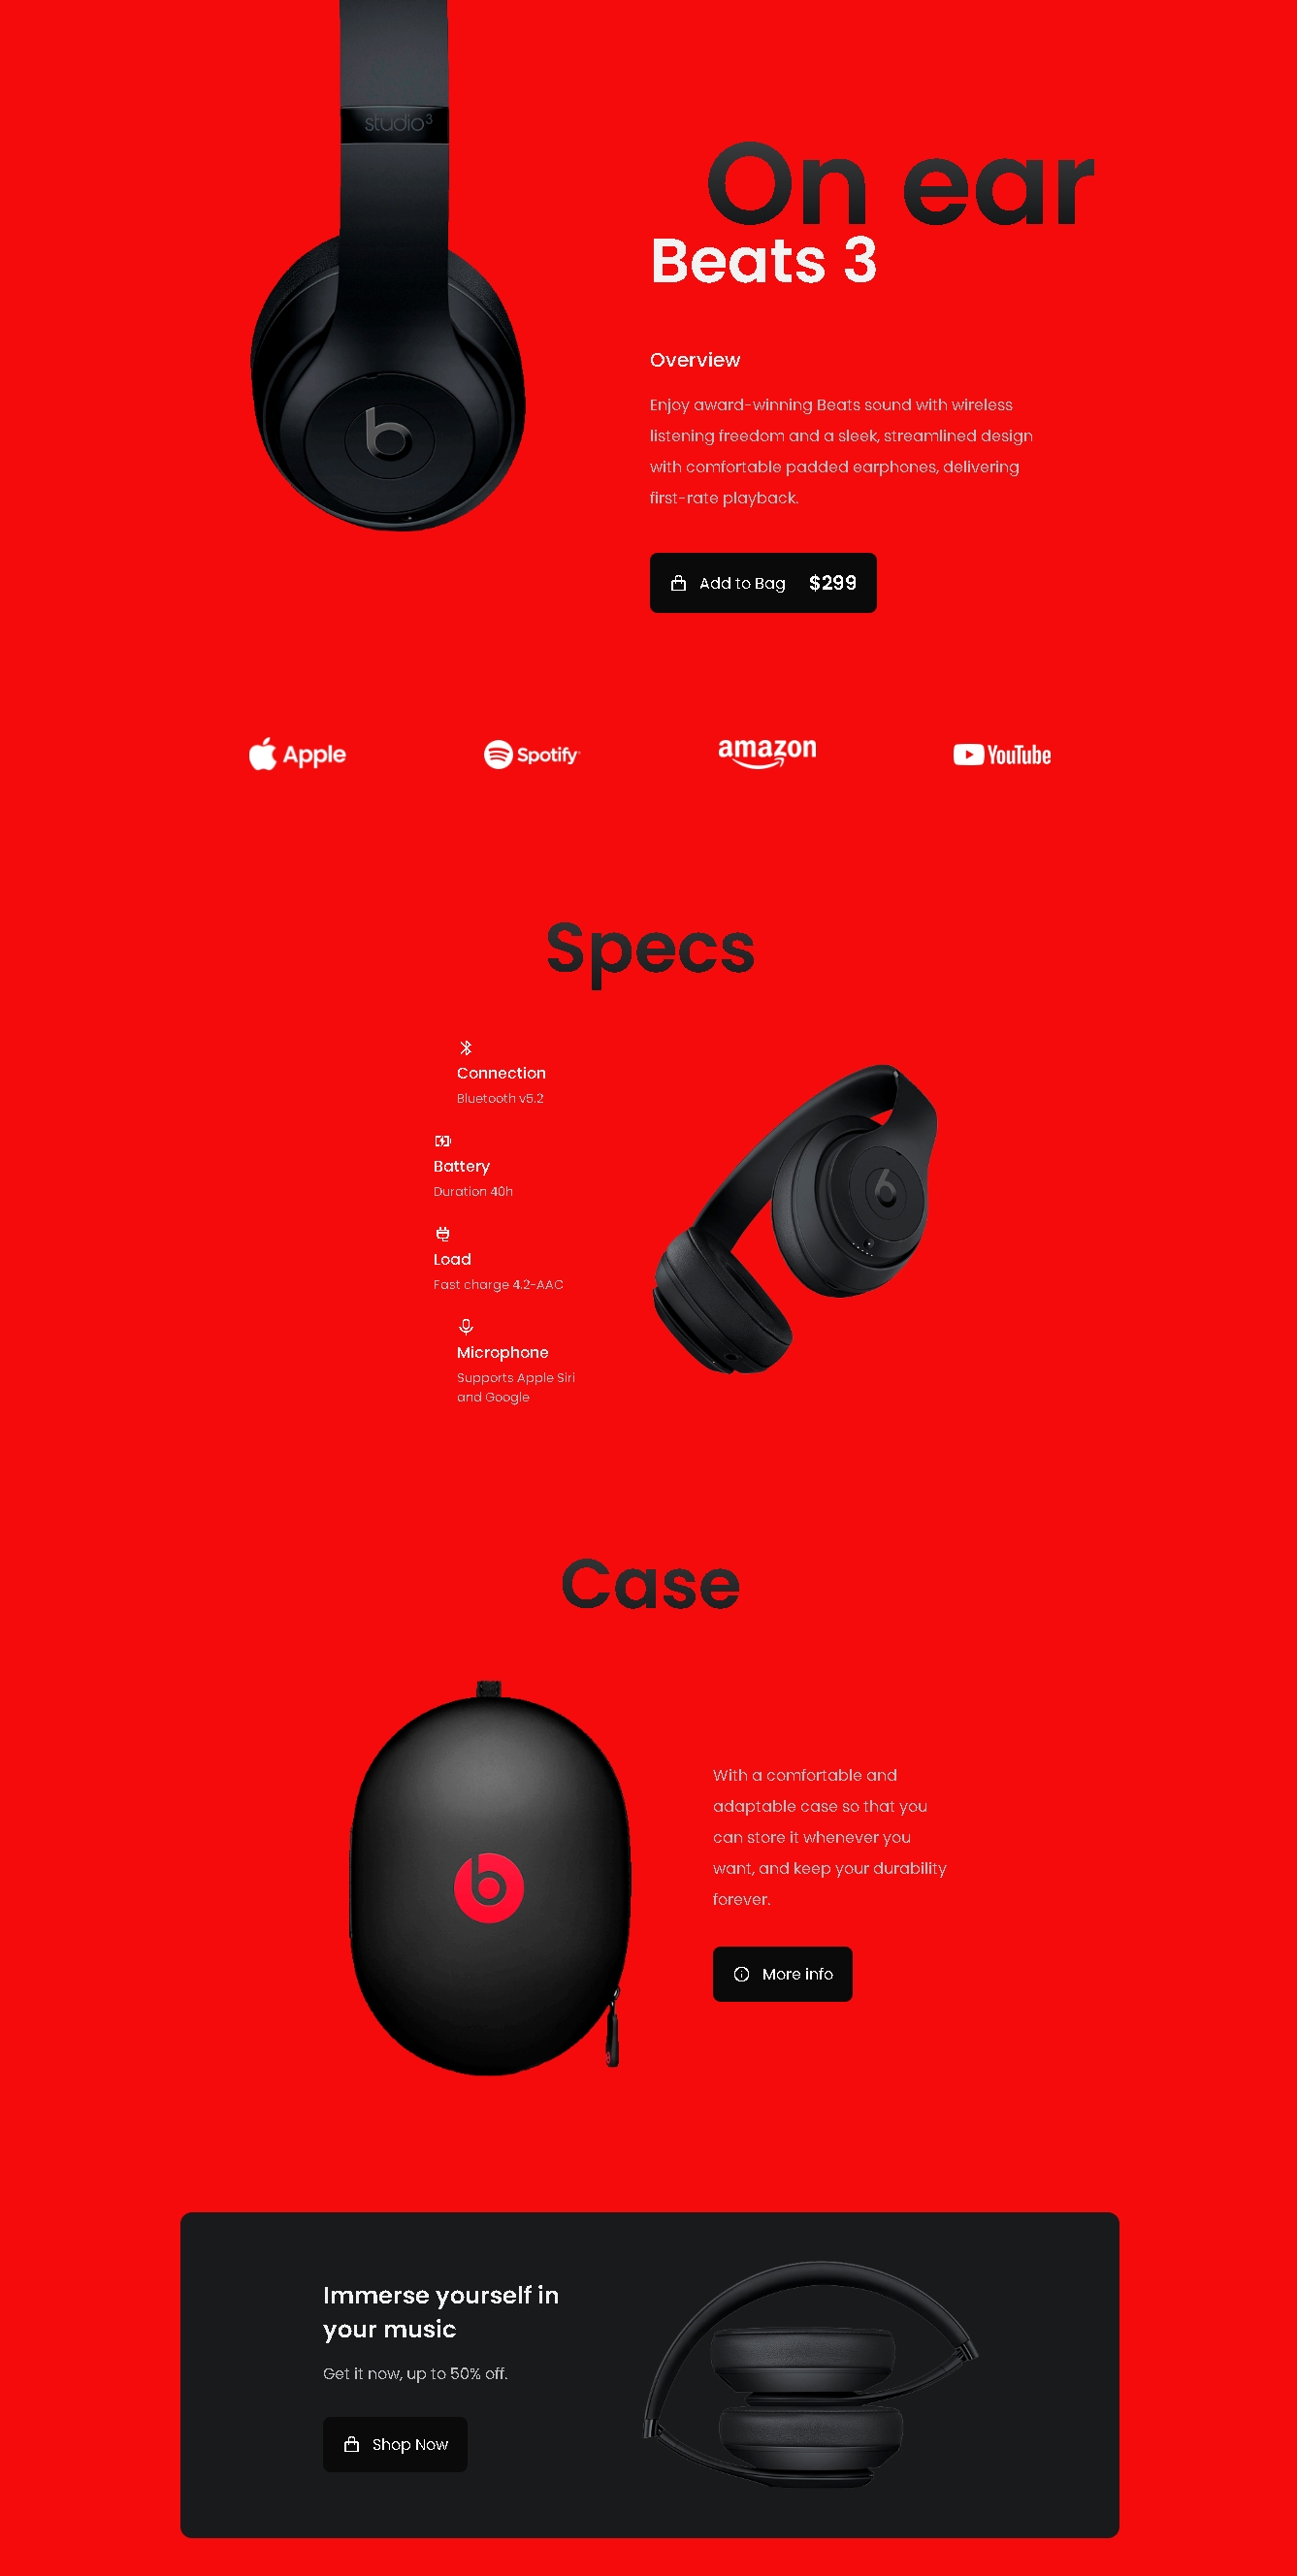 studio3
On ear
Beats 3
Overview
Enjoy award-winning Beats sound with wireless
listening freedom and a sleek, streamlined design
with comfortable padded earphones, delivering
first-rate playback.
Add to Bag $299
Apple Spotify amazon YouTube
Specs
Connection
Bluetooth v5.2
Battery
Duration 40h
Load
Fast charge 4.2-AAC
Microphone
Supports Apple Siri
and Google
Case
With a comfortable and
adaptable case so that you
can store it whenever you
want, and keep your durability
forever.
More info
Immerse yourself in
your music
Get it now, up to 50% off.
Shop Now